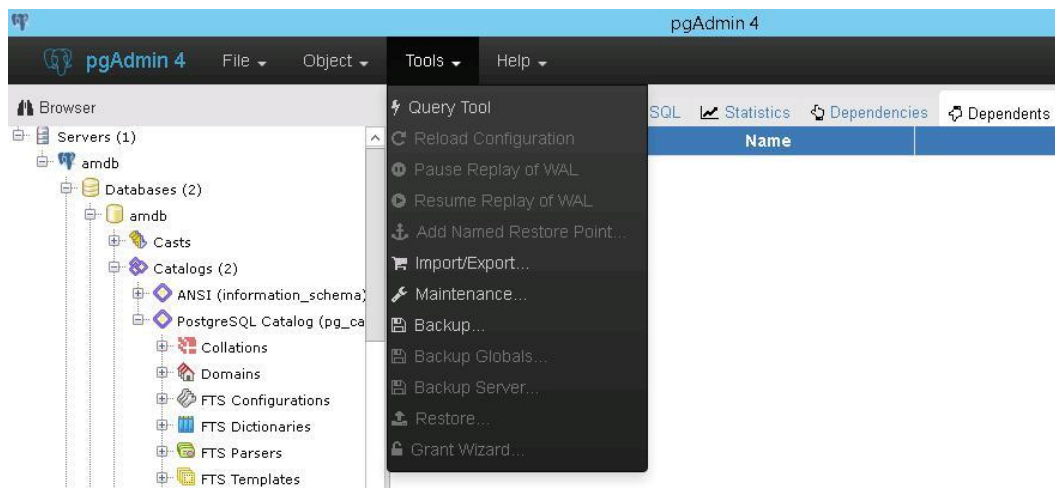 pgAdmin 4
pgAdmin 4 File Object Tools Help
Browser
Servers (1)
amdb
Databases (2)
amdb
Casts
Catalogs (2)
ANSI (information_schema)
PostgreSQL Catalog (pg_ca
Collations
Domains
FTS Configurations
FTS Dictionaries
FTS Parsers
FTS Templates
Query Tool
Reload Configuration
Pause Replay of WAL
Resume Replay of WAL
Add Named Restore Point...
Import/Export...
Maintenance...
Backup...
Backup Globals...
Backup Server...
Restore...
Grant Wizard...
SQL Statistics Dependencies Dependents
Name